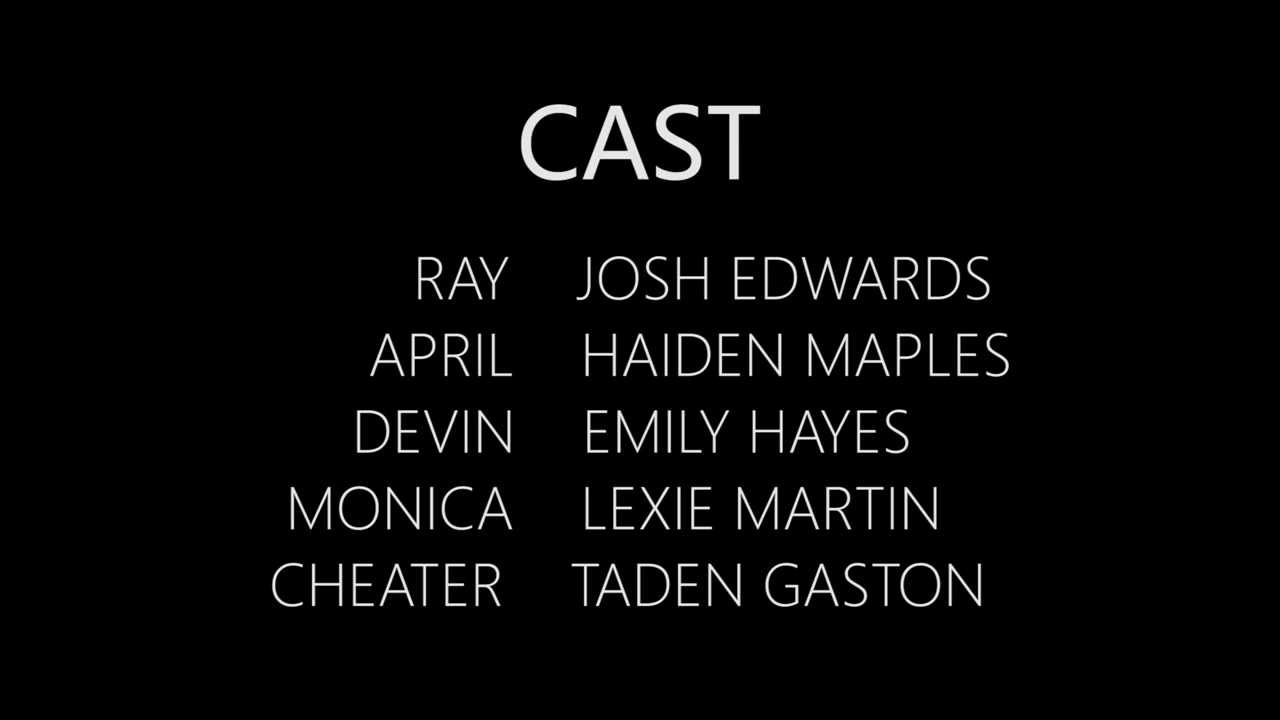 CAST
RAY JOSH EDWARDS
APRIL HAIDEN MAPLES
DEVIN EMILY HAYES
MONICA LEXIE MARTIN
CHEATER TADEN GASTON